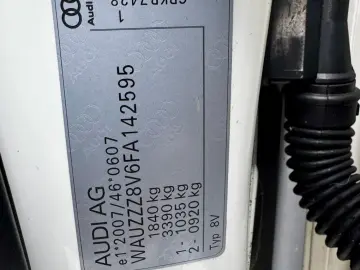 Audi
AUDI AG
e1*2007/46*0607
WAUZZZ8V6FA142595
1840 kg
3390 kg
1- 1035 kg
2- 0920 kg
Typ 8V